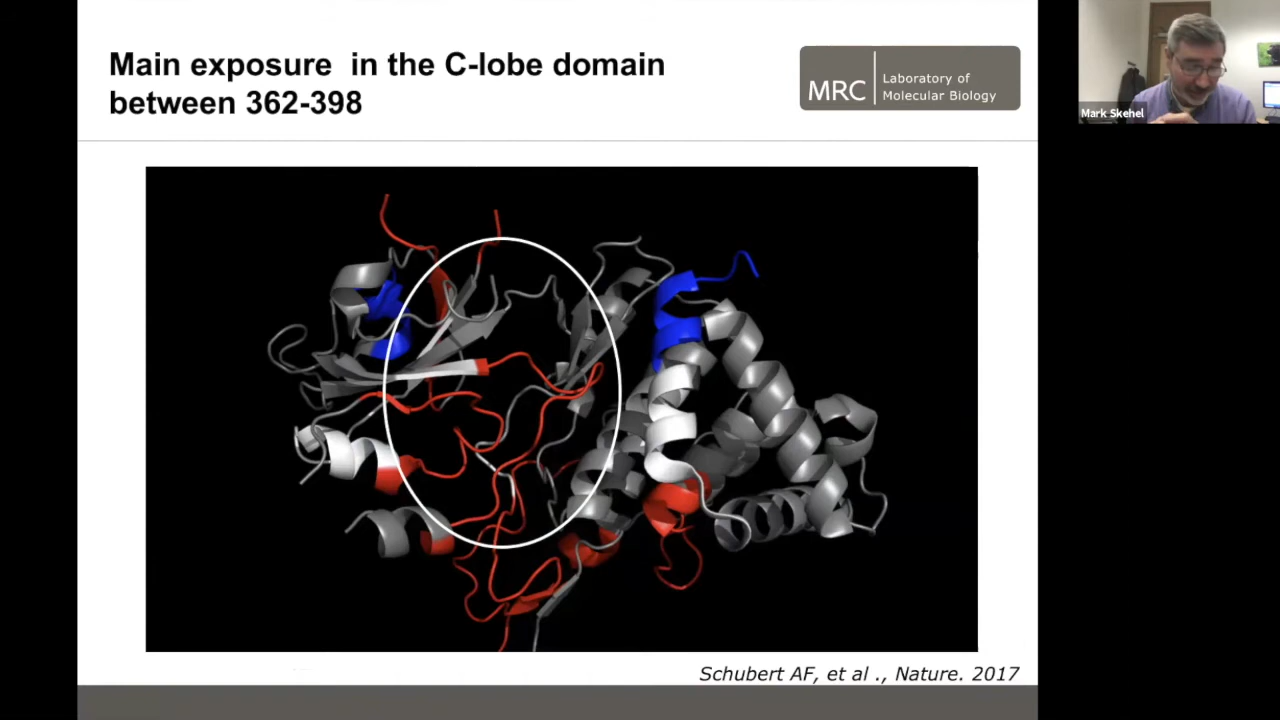 Main exposure  in the C-lobe domain
between 362-398
MRC
Laboratory of
Molecular Biology
Mark Skehel
Schubert AF, et al ., Nature. 2017